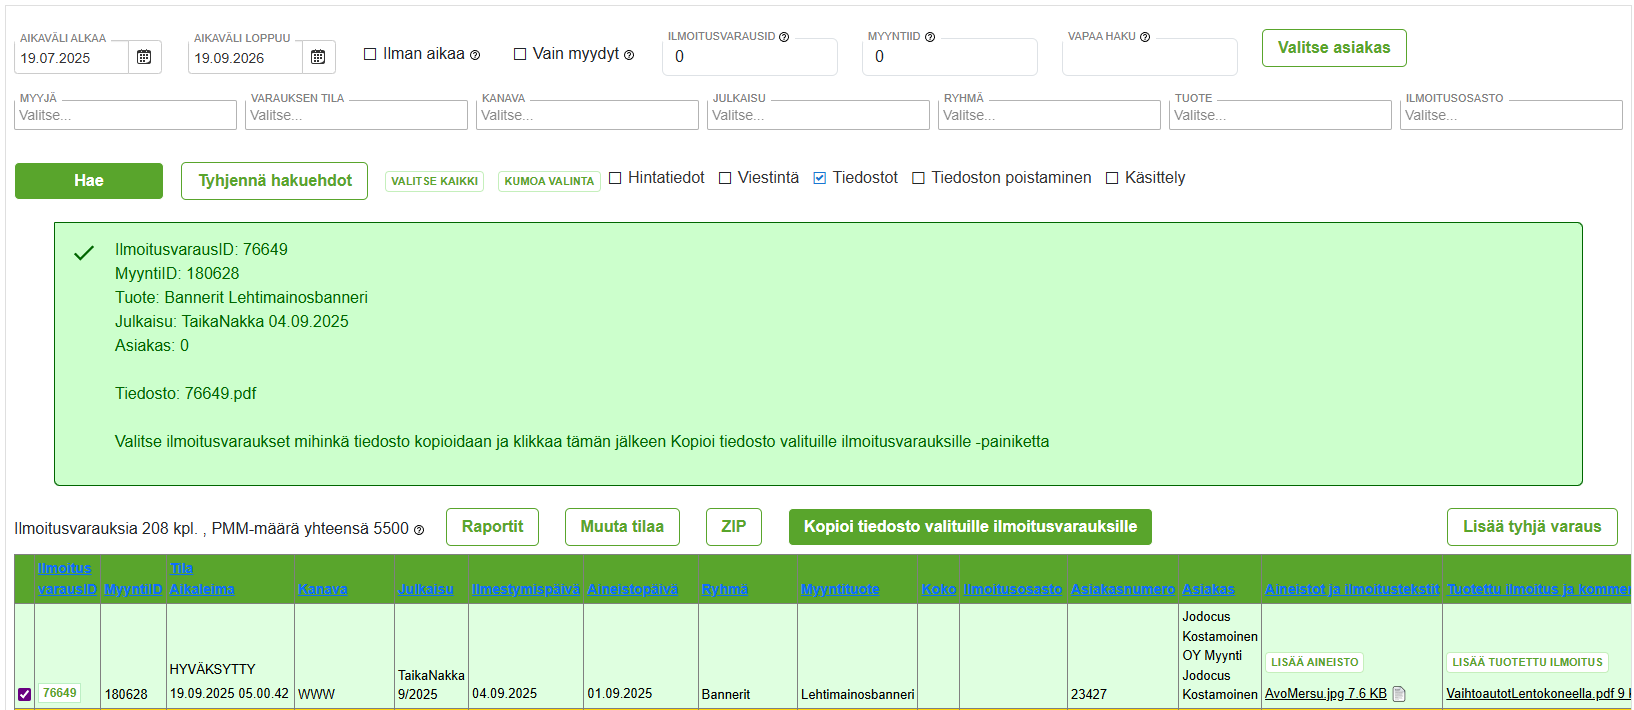 AIKAVÄLI ALKAA
19.07.2025
AIKAVÄLI LOPPUU
19.09.2026
Ilman aikaa
Vain myydyt
ILMOITUSVARAUSID
0
MYYNTIID
0
VAPAA HAKU
Valitse asiakas
MYYJÄ
Valitse...
VARAUKSEN TILA
Valitse...
KANAVA
Valitse...
JULKAISU
Valitse...
RYHMÄ
Valitse...
TUOTE
Valitse...
ILMOITUSOSASTO
Valitse...
Hae
Tyhjennä hakuehdot
VALITSE KAIKKI
KUMOA VALINTA
Hintatiedot
Viestintä
Tiedostot
Tiedoston poistaminen
Käsittely
IlmoitusvarausID: 76649
MyyntiID: 180628
Tuote: Bannerit Lehtimainosbanneri
Julkaisu: TaikaNakka 04.09.2025
Asiakas: 0
Tiedosto: 76649.pdf
Valitse ilmoitusvaraukset mihinkä tiedosto kopioidaan ja klikkaa tämän jälkeen Kopioi tiedosto valituille ilmoitusvarauksille -painiketta
Ilmoitusvarauksia 208 kpl. , PMM-määrä yhteensä 5500
Raportit
Muuta tilaa
ZIP
Kopioi tiedosto valituille ilmoitusvarauksille
Lisää tyhjä varaus
Ilmoitus
varausID
MyyntiID
Tila
Aikaleima
Kanava
Julkaisu
Ilmestymispäivä
Aineistopäivä
Ryhmä
Myyntituote
Koko
Ilmoitusosasto
Asiakasnumero
Asiakas
Aineistot ja ilmoitustekstit
Tuotettu ilmoitus ja kommen
76649
180628
HYVÄKSYTTY
19.09.2025 05.00.42
WWW
TaikaNakka
9/2025
04.09.2025
01.09.2025
Bannerit
Lehtimainosbanneri
23427
Jodocus
Kostamoinen
OY Myynti
Jodocus
Kostamoinen
LISÄÄ AINEISTO
AvoMersu.jpg 7.6 KB
LISÄÄ TUOTETTU ILMOITUS
VaihtoautotLentokoneella.pdf 9